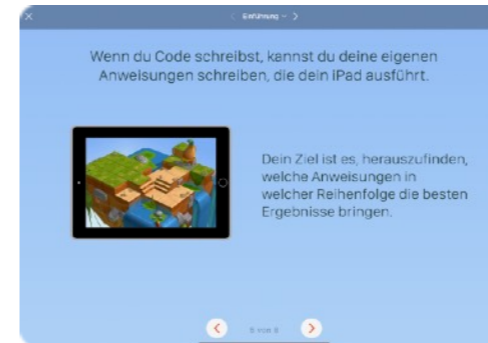 Einführung
Wenn du Code schreibst, kannst du deine eigenen
Anweisungen schreiben, die dein iPad ausführt.
Dein Ziel ist es, herauszufinden,
welche Anweisungen in
welcher Reihenfolge die besten
Ergebnisse bringen.
von